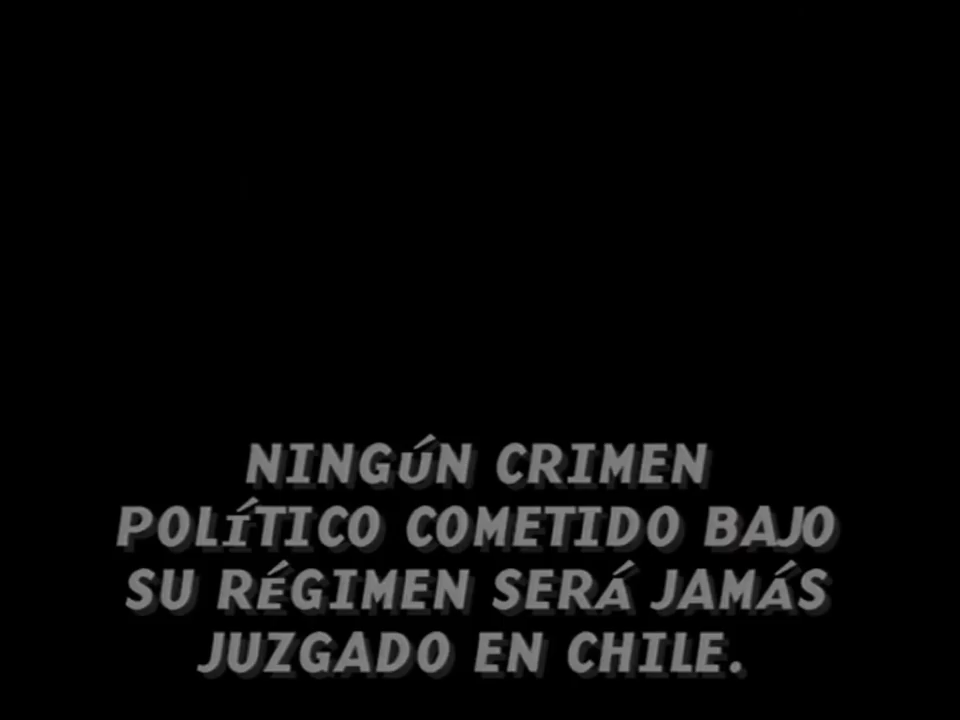 NINGÚN CRIMEN
POLÍTICO COMETIDO BAJO
SU RÉGIMEN SERÁ JAMÁS
JUZGADO EN CHILE.